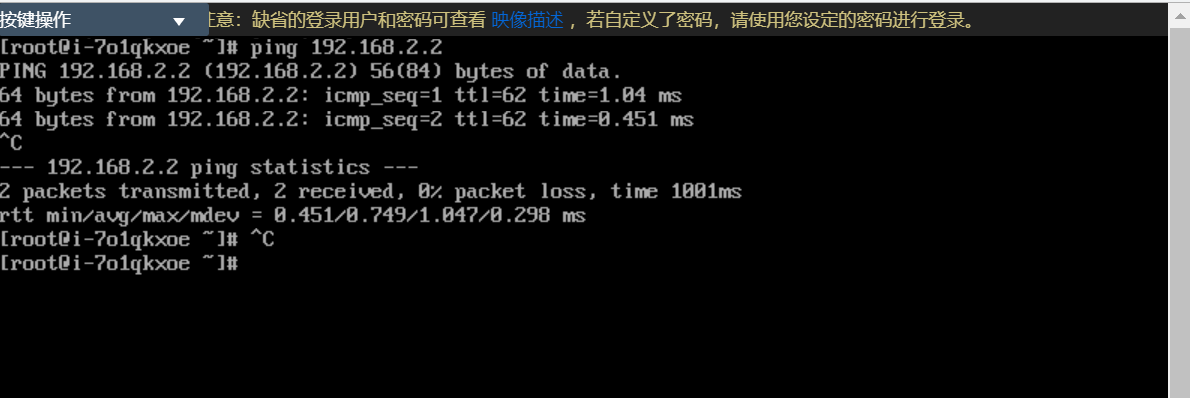 按键操作
注意：缺省的登录用户和密码可查看 映像描述 ，若自定义了密码，请使用您设定的密码进行登录。
[root@i-7o1qkxoe ~]# ping 192.168.2.2
PING 192.168.2.2 (192.168.2.2) 56(84) bytes of data.
64 bytes from 192.168.2.2: icmp_seq=1 ttl=62 time=1.04 ms
64 bytes from 192.168.2.2: icmp_seq=2 ttl=62 time=0.451 ms
^C
--- 192.168.2.2 ping statistics ---
2 packets transmitted, 2 received, 0% packet loss, time 1001ms
rtt min/avg/max/mdev = 0.451/0.749/1.047/0.298 ms
[root@i-7o1qkxoe ~]# ^C
[root@i-7o1qkxoe ~]#